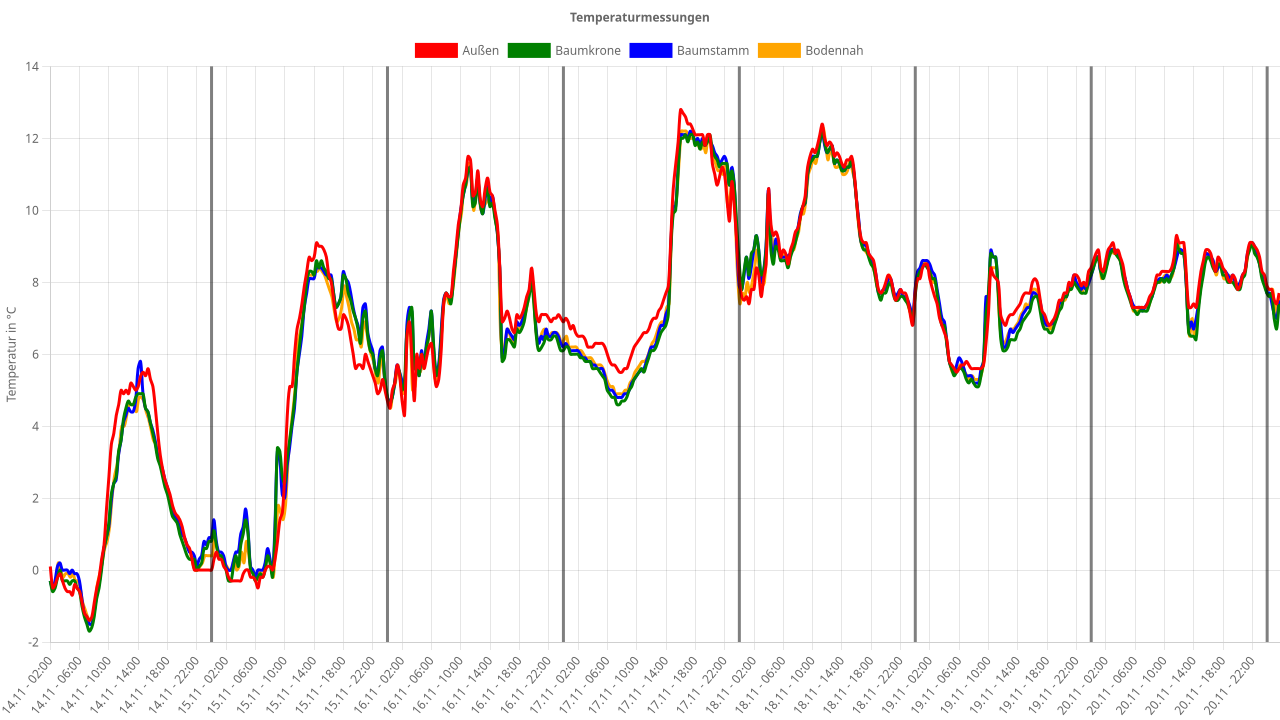 Temperaturmessungen
Außen Baumkrone Baumstamm Bodennah
Temperatur in °C
14
12
10
8
6
4
2
0
-2
14.11 - 02:00
14.11 - 06:00
14.11 - 10:00
14.11 - 14:00
14.11 - 18:00
14.11 - 22:00
15.11 - 02:00
15.11 - 06:00
15.11 - 10:00
15.11 - 14:00
15.11 - 18:00
15.11 - 22:00
16.11 - 02:00
16.11 - 06:00
16.11 - 10:00
16.11 - 14:00
16.11 - 18:00
16.11 - 22:00
17.11 - 02:00
17.11 - 06:00
17.11 - 10:00
17.11 - 14:00
17.11 - 18:00
17.11 - 22:00
18.11 - 02:00
18.11 - 06:00
18.11 - 10:00
18.11 - 14:00
18.11 - 18:00
18.11 - 22:00
19.11 - 02:00
19.11 - 06:00
19.11 - 10:00
19.11 - 14:00
19.11 - 18:00
19.11 - 22:00
20.11 - 02:00
20.11 - 06:00
20.11 - 10:00
20.11 - 14:00
20.11 - 18:00
20.11 - 22:00